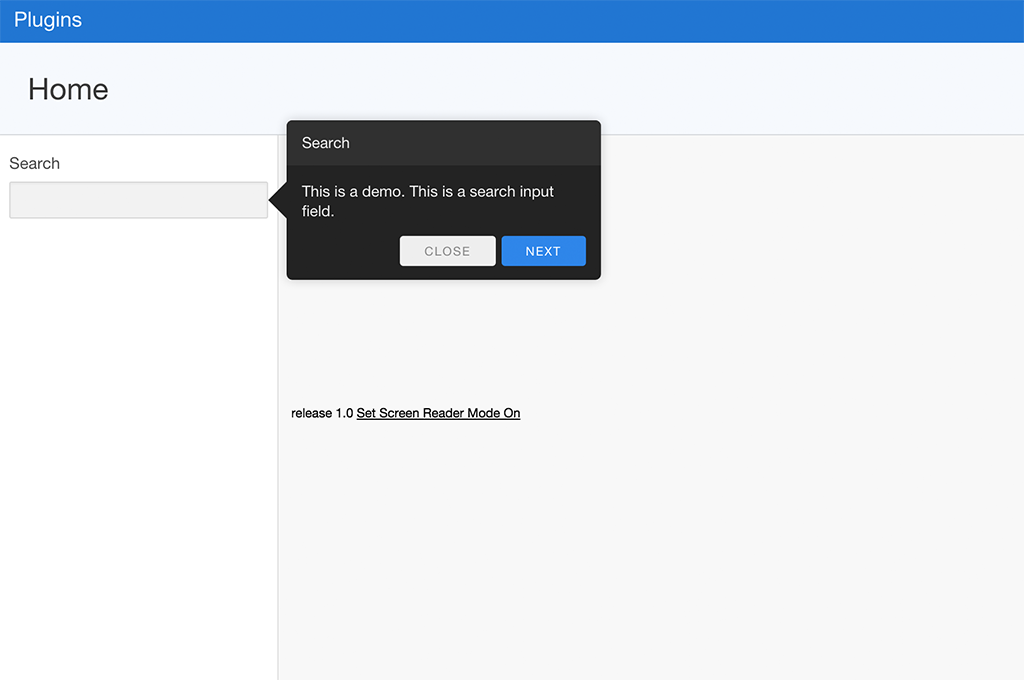 Plugins
Home
Search
Search
This is a demo. This is a search input
field.
CLOSE NEXT
release 1.0 Set Screen Reader Mode On